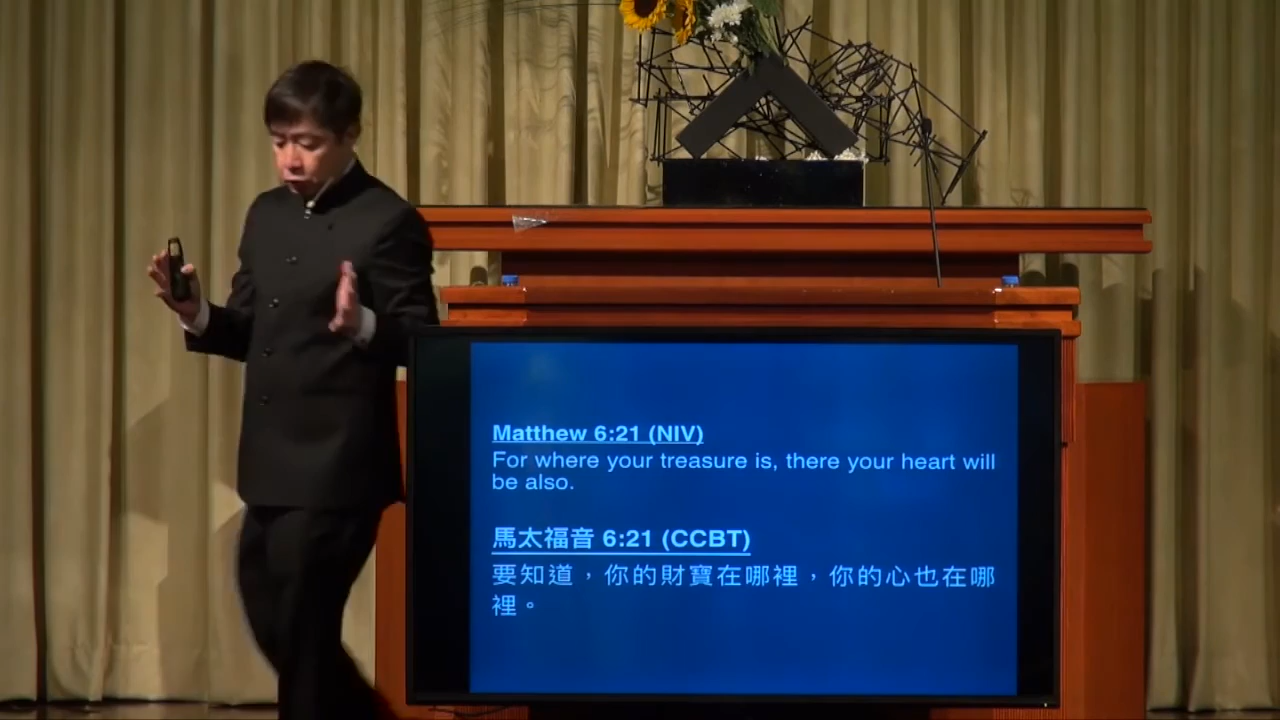 Matthew 6:21 (NIV)
For where your treasure is, there your heart will
be also.
馬太福音 6:21 (CCBT)
要知道，你的財寶在哪裡，你的心也在哪
裡。